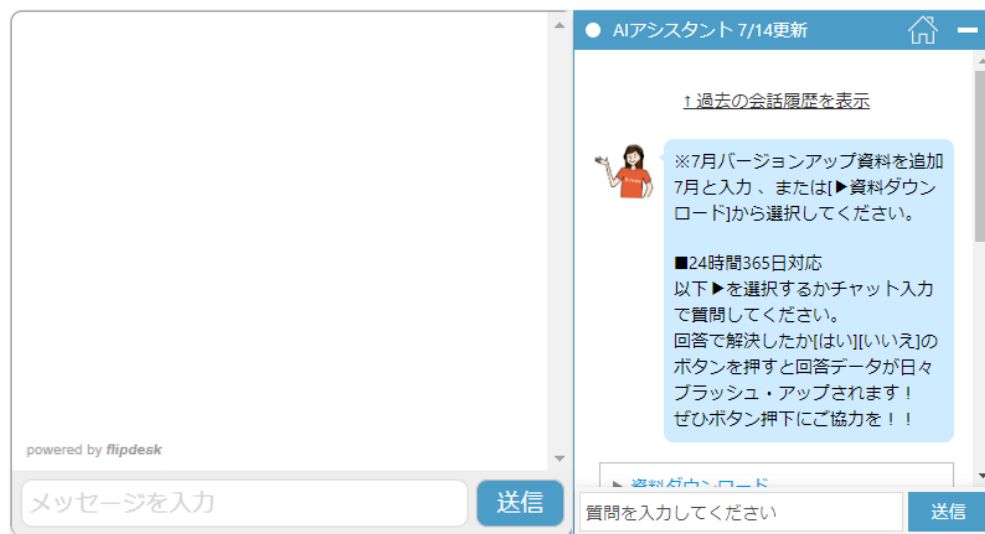 powered by flipdesk
メッセージを入力
送信
AIアシスタント 7/14更新
↑過去の会話履歴を表示
※7月バージョンアップ資料を追加
7月と入力 、または[▶資料ダウン
ロード]から選択してください。
■24時間365日対応
以下▶を選択するかチャット入力
で質問してください。
回答で解決したか[はい][いいえ]の
ボタンを押すと回答データが日々
ブラッシュ・アップされます！
ぜひボタン押下にご協力を！！
▶ 資料ダウンロード
質問を入力してください
送信